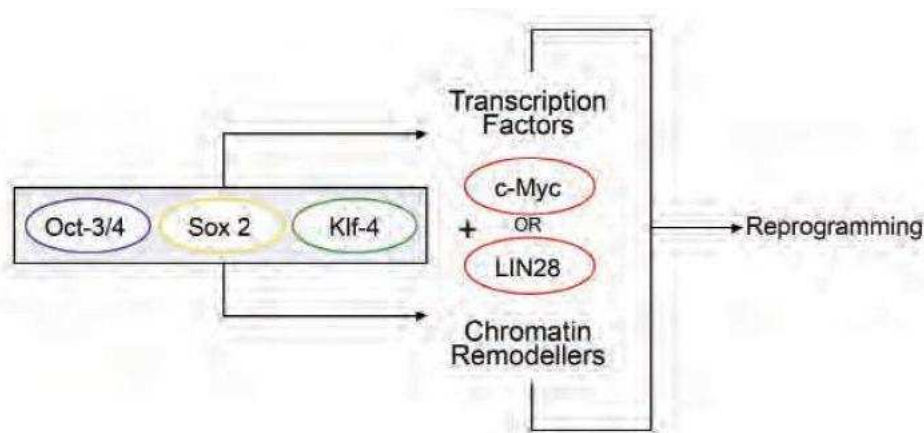 Transcription
Factors
Oct-3/4 Sox 2 Klf-4
+
c-Myc
OR
LIN28
Reprogramming
Chromatin
Remodellers